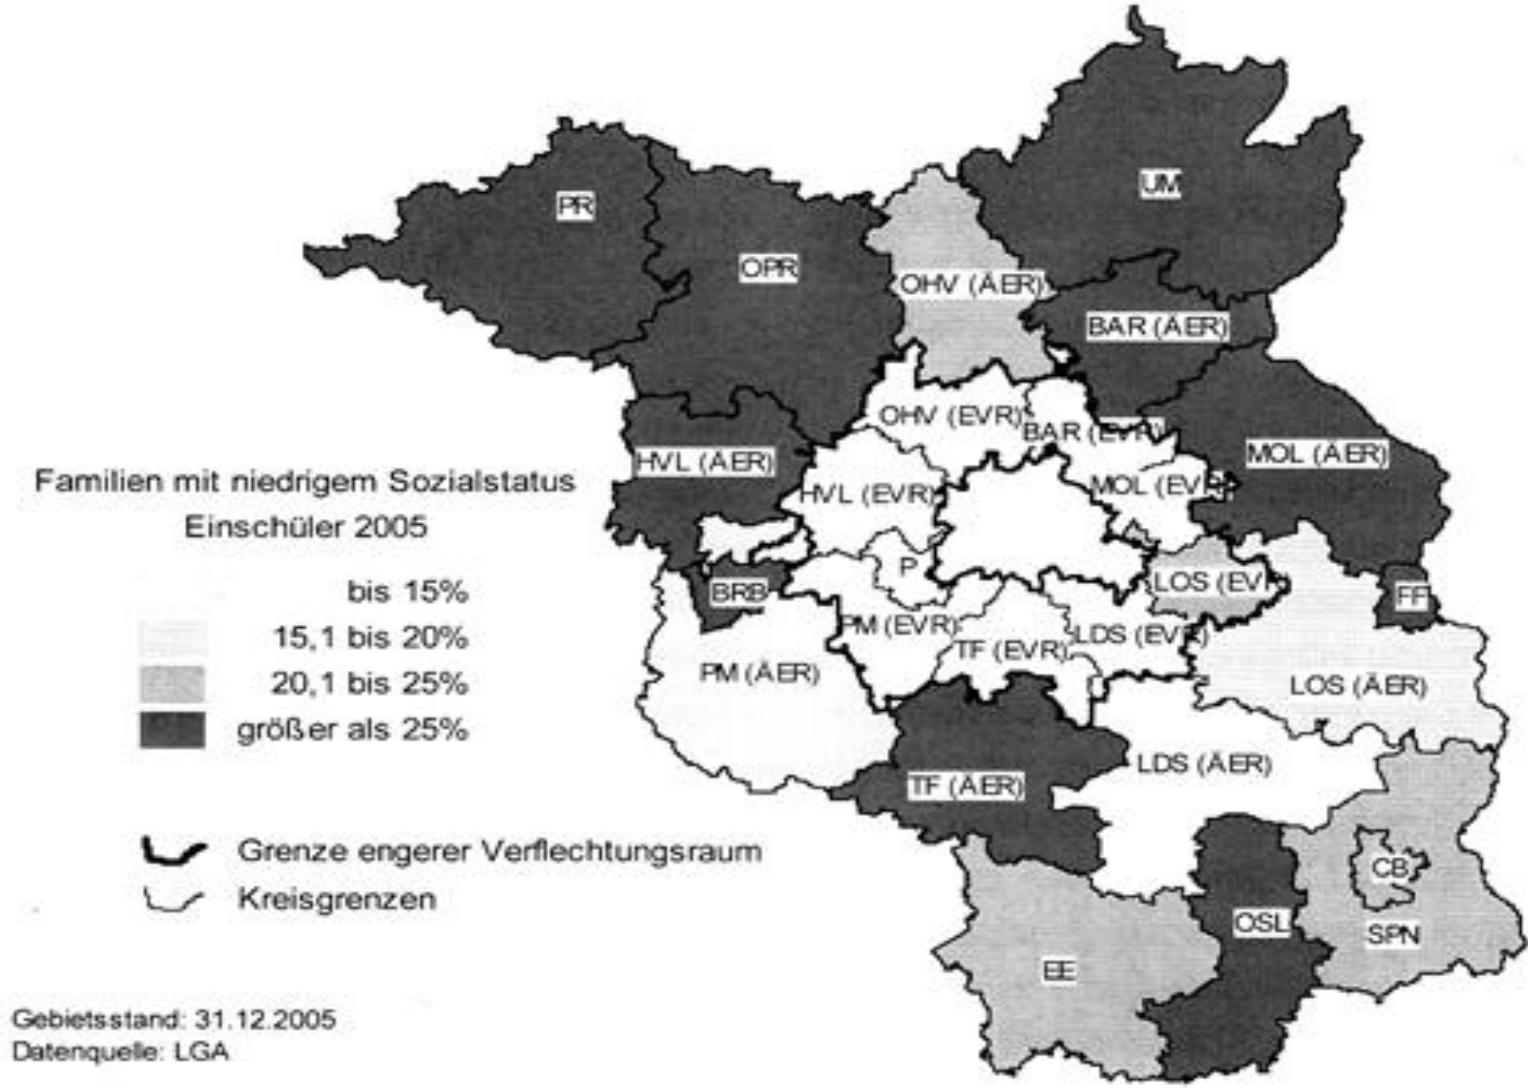 UM
PR
OPR
OHV (ÄER)
BAR (ÄER)
OHV (EVR)
BAR (EVR)
MOL (ÄER)
HVL (ÄER)
Familien mit niedrigem Sozialstatus
Einschüler 2005
HVL (EVR)
MOL (EVR)
P
LOS (EVR)
bis 15%
BRB
FF
15,1 bis 20%
PM (EVR)
TF (EVR)
LDS (EVR)
20,1 bis 25%
PM (ÄER)
LOS (ÄER)
größer als 25%
LDS (ÄER)
TF (ÄER)
Grenze engerer Verflechtungsraum
CB
Kreisgrenzen
OSL
SPN
EE
Gebietsstand: 31.12.2005
Datenquelle: LGA